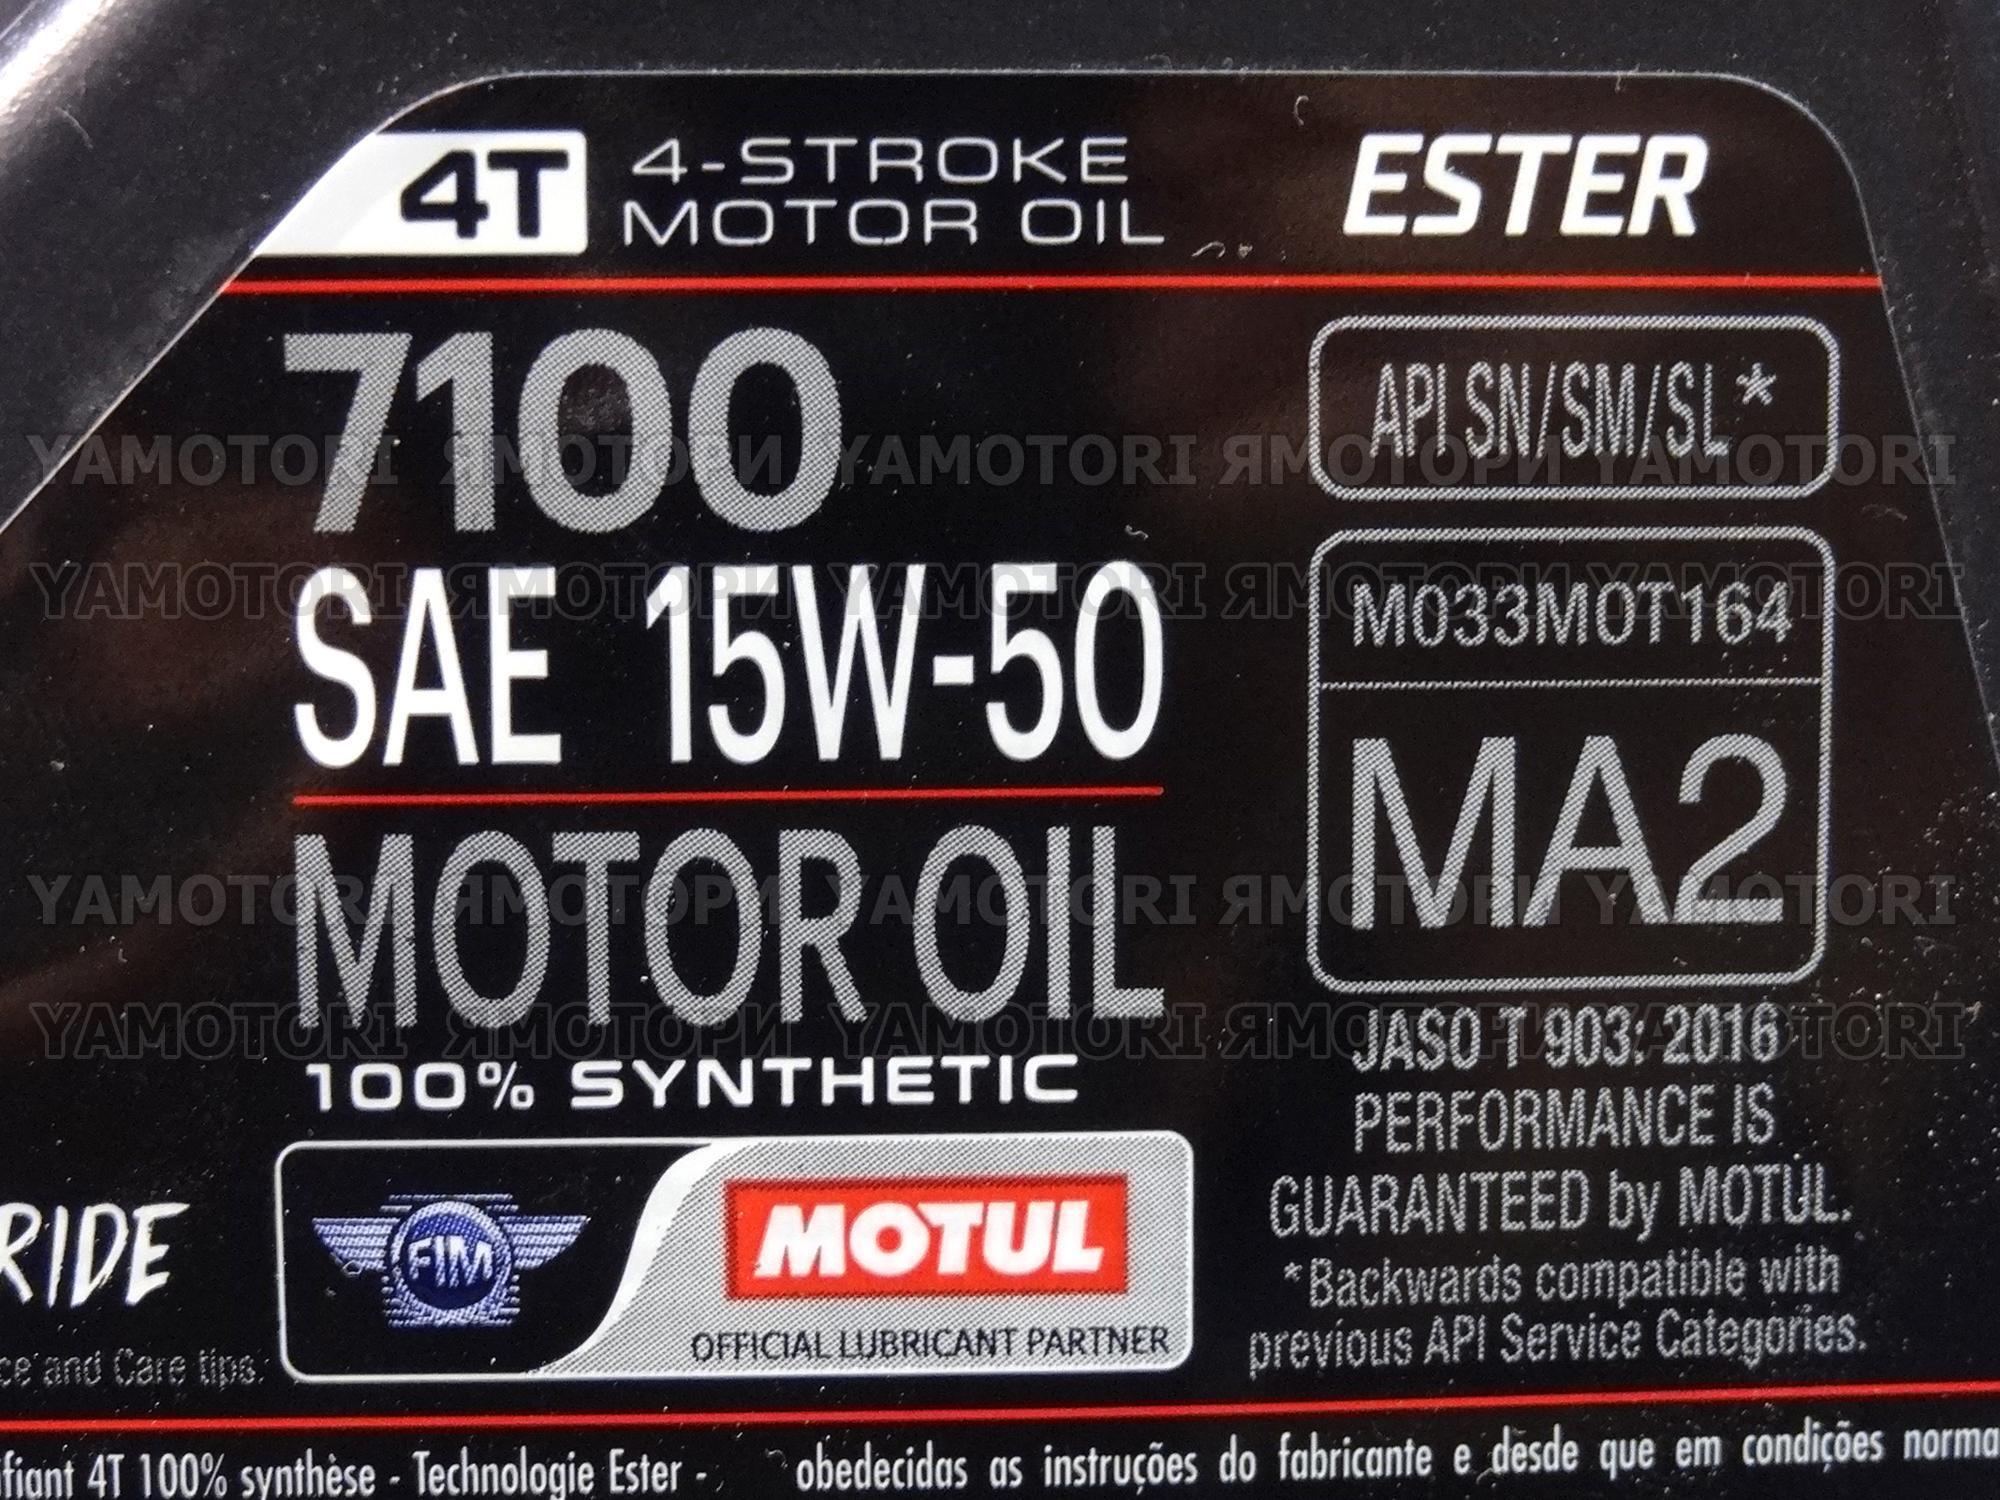 4T
4-STROKE
MOTOR OIL
ESTER
7100
SAE 15W-50
MOTOR OIL
100% SYNTHETIC
API SN/SM/SL*
M033MOT164
MA2
JASO T 903: 2016
PERFORMANCE IS
GUARANTEED by MOTUL.
*Backwards compatible with
previous API Service Categories.
FIM
MOTUL
OFFICIAL LUBRICANT PARTNER
RIDE
and Care tips.
4T 100% synthèse - Technologie Ester -
obedecidas as instruções do fabricante e desde que em condições
YAMOTORI ЯМОТОРИ YAMOTORI ЯМОТОРИ YAMOTORI
YAMOTORI ЯМОТОРИ YAMOTORI ЯМОТОРИ YAMOTORI
YAMOTORI ЯМОТОРИ YAMOTORI ЯМОТОРИ YAMOTORI
YAMOTORI ЯМОТОРИ YAMOTORI ЯМОТОРИ YAMOTORI